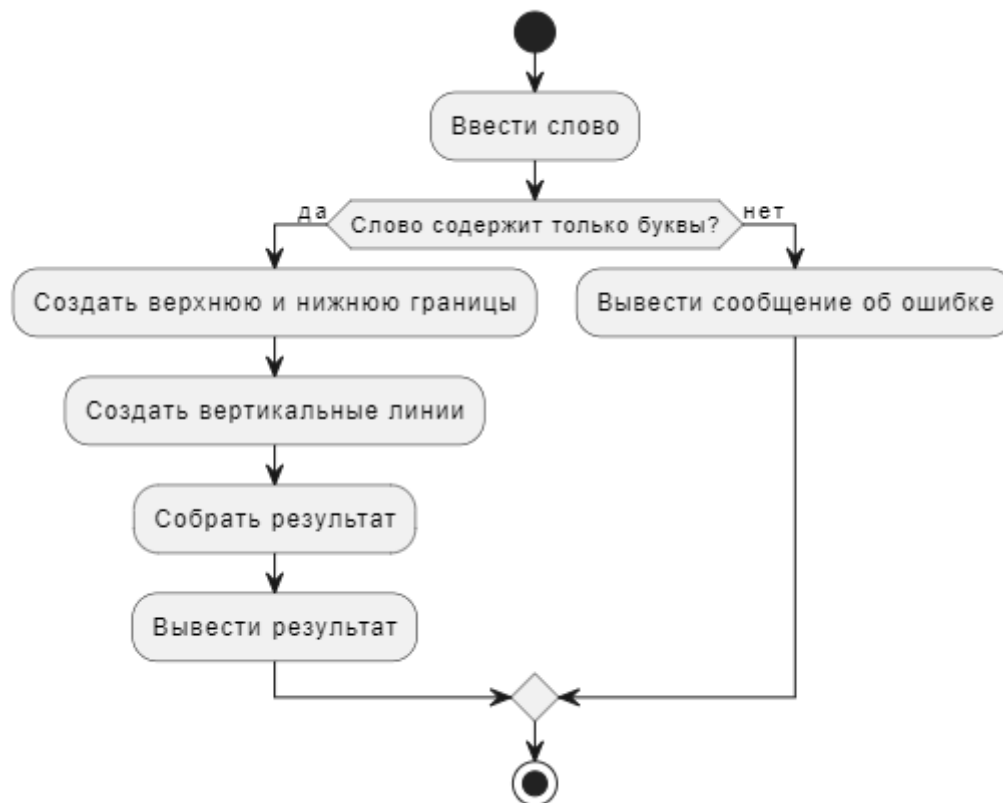 Ввести слово
да
Слово содержит только буквы?
нет
Создать верхнюю и нижнюю границы
Вывести сообщение об ошибке
Создать вертикальные линии
Собрать результат
Вывести результат